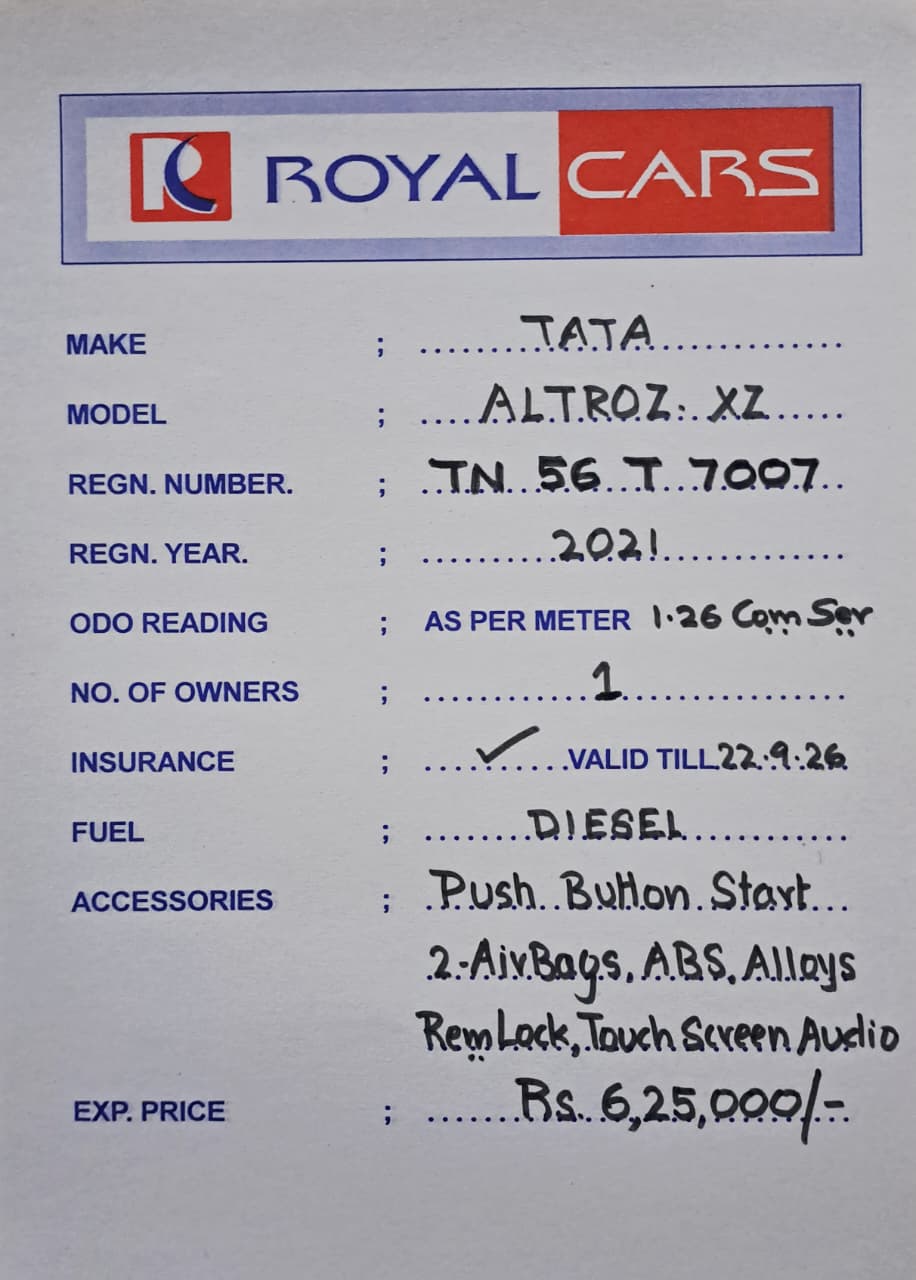 R ROYAL CARS
MAKE ; TATA
MODEL ; ALTROZ. XZ
REGN. NUMBER. ; TN 56 T 7007
REGN. YEAR. ; 2021
ODO READING ; AS PER METER 1.26 Com Ser
NO. OF OWNERS ; 1
INSURANCE ; ✓ VALID TILL 22.9.26
FUEL ; DIESEL
ACCESSORIES ; Push Button Start
2-AirBags, ABS, Alloys
Rem Lock, Touch Screen Audio
EXP. PRICE ; Rs. 6,25,000/-